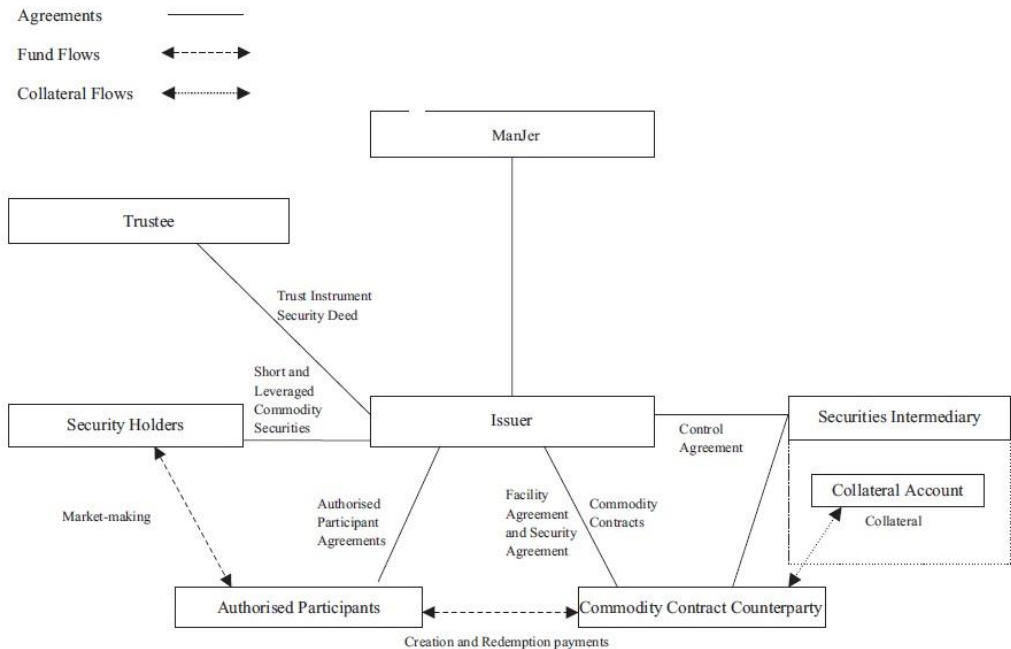 Agreements
Fund Flows
Collateral Flows
ManJer
Trustee
Trust Instrument
Security Deed
Short and
Leveraged
Commodity
Securities
Security Holders
Issuer
Securities Intermediary
Control
Agreement
Collateral Account
Collateral
Market-making
Authorised
Participant
Agreements
Facility
Agreement
and Security
Agreement
Commodity
Contracts
Authorised Participants
Commodity Contract Counterparty
Creation and Redemption payments